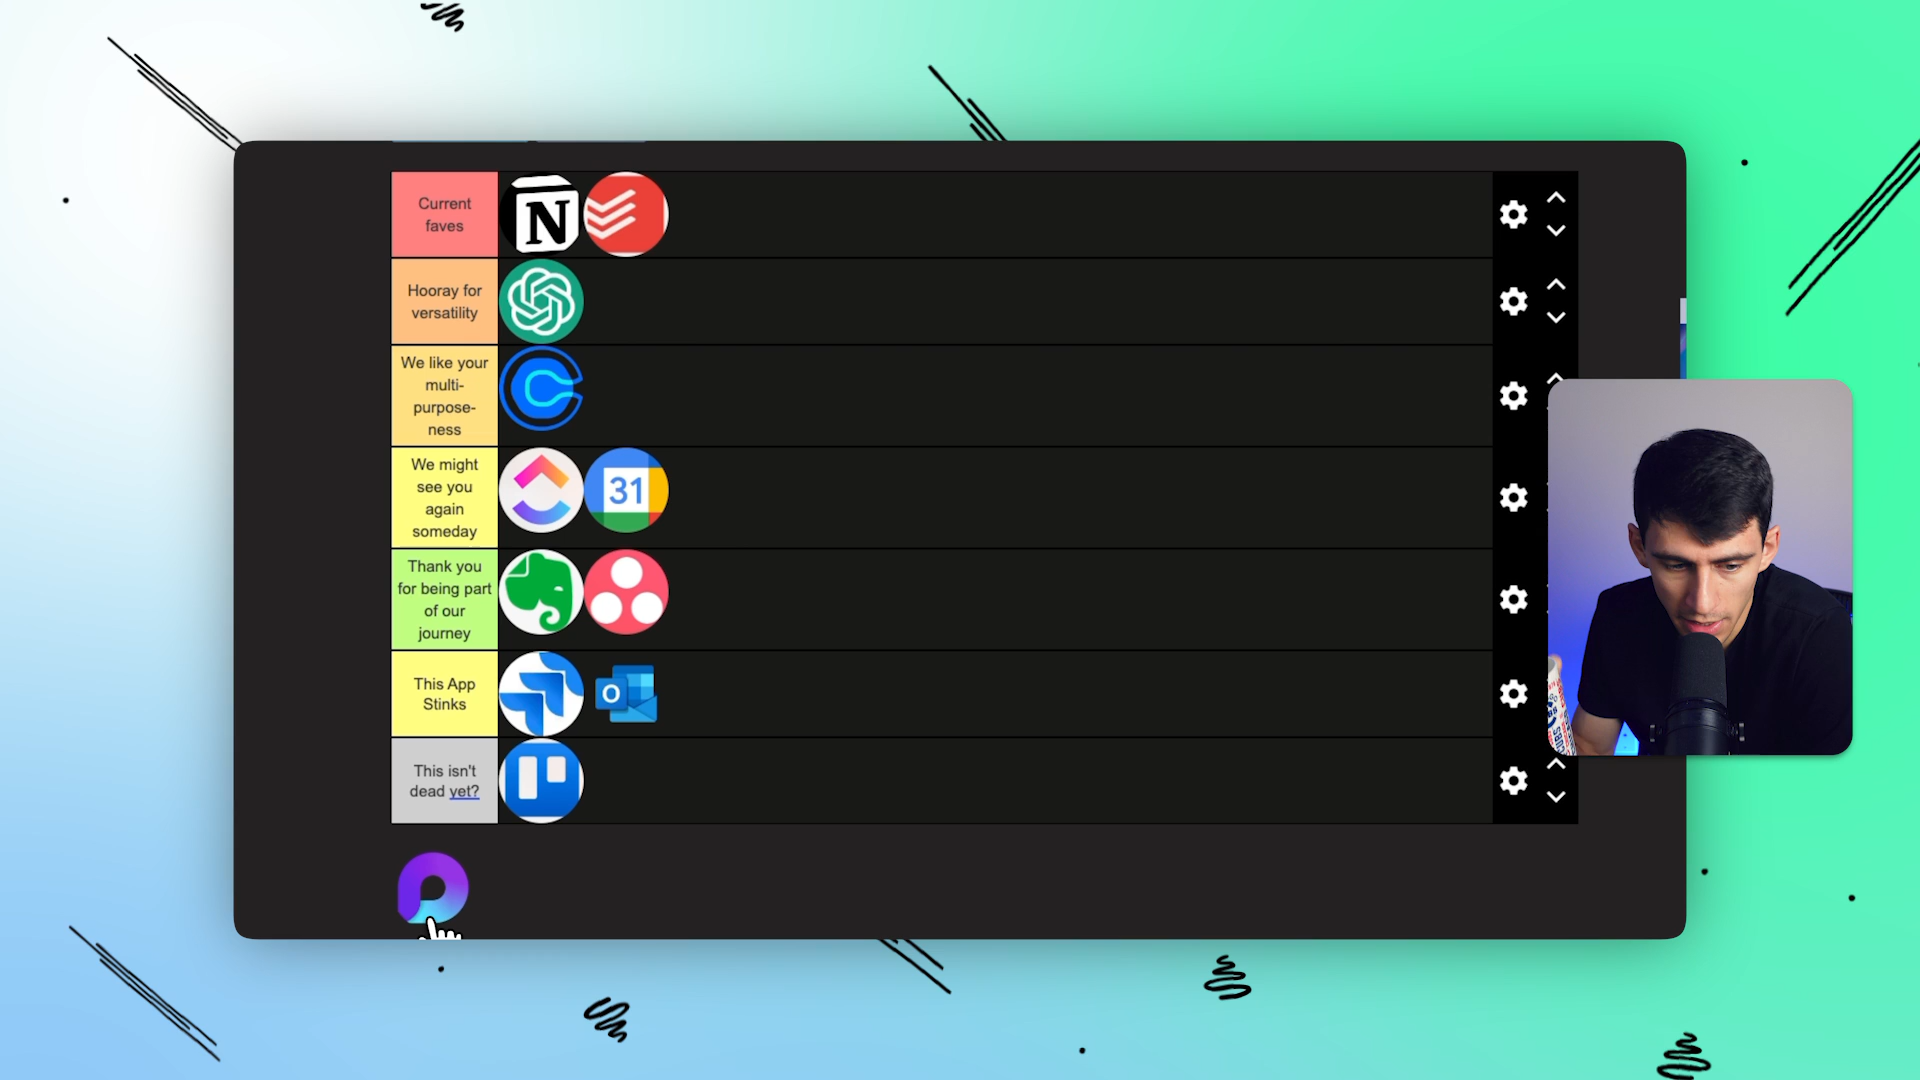 Current
faves
N
Hooray for
versatility
We like your
multi-
purpose-
ness
We might
see you
again
someday
31
Thank you
for being part
of our
journey
This App
Stinks
O
This isn't
dead yet?